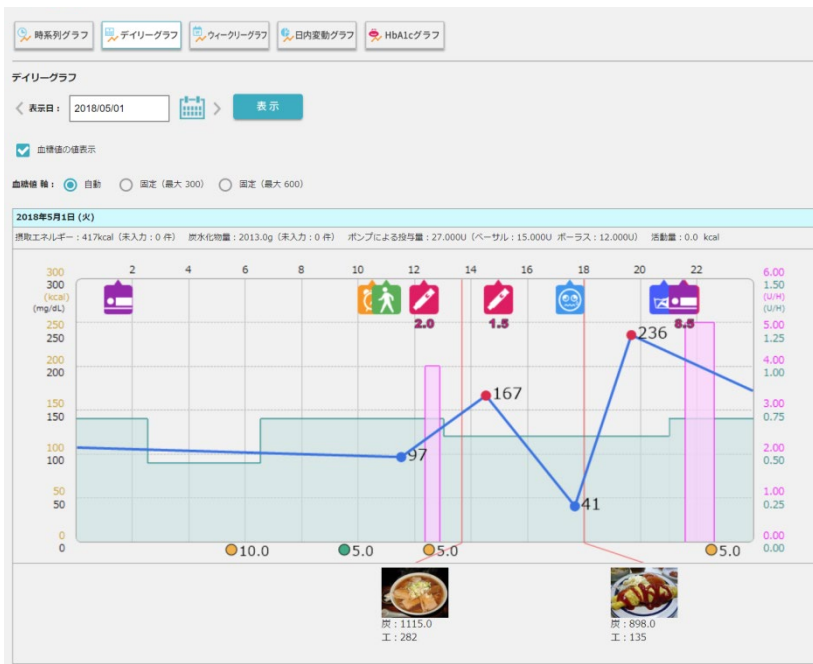 時系列グラフ デイリーグラフ ウィークリーグラフ 日内変動グラフ HbA1cグラフ
デイリーグラフ
表示日： 2018/05/01 表示
血糖値の値表示
血糖値 軸： 自動 固定（最大 300） 固定（最大 600）
2018年5月1日 (火)
摂取エネルギー：417kcal（未入力：0 件） 炭水化物量：2013.0g（未入力：0 件） ポンプによる投与量：27.000U（ベーサル：15.000U ボーラス：12.000U） 活動量：0.0 kcal
300 2 4 6 8 10 12 14 16 18 20 22 6.00
300 1.50
(kcal) (U/H)
(mg/dL) (U/H)
2.0 1.5 8.5
250 5.00
250 1.25
236
200 4.00
200 1.00
167
150 3.00
150 0.75
100 2.00
100 0.50
97
50 1.00
50 0.25
41
0 0.00
0 0.00
10.0 5.0 5.0 5.0
炭：1115.0 炭：898.0
エ：282 エ：135